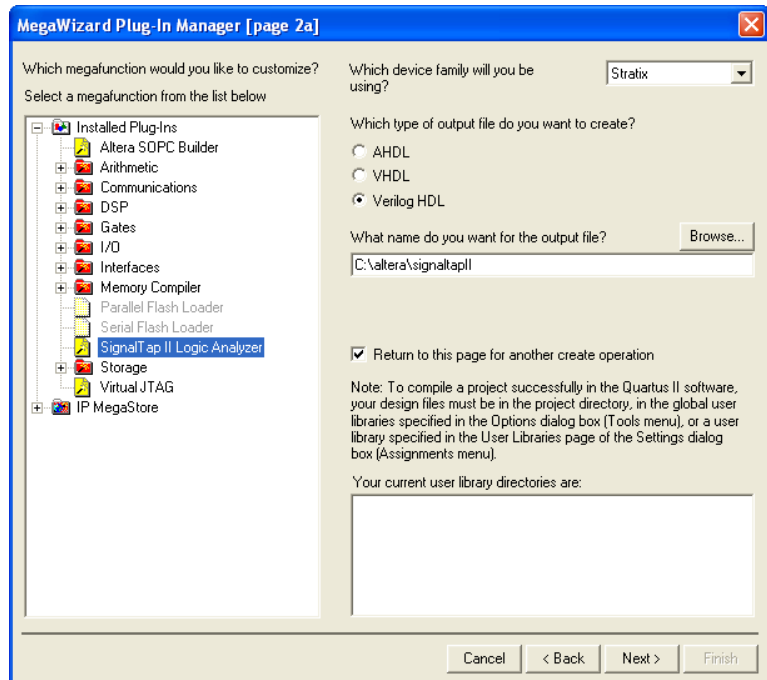 MegaWizard Plug-In Manager [page 2a]
Which megafunction would you like to customize?
Select a megafunction from the list below
Installed Plug-Ins
Altera SOPC Builder
Arithmetic
Communications
DSP
Gates
I/O
Interfaces
Memory Compiler
Parallel Flash Loader
Serial Flash Loader
SignalTap II Logic Analyzer
Storage
Virtual JTAG
IP MegaStore
Which device family will you be
using?
Stratix
Which type of output file do you want to create?
AHDL
VHDL
Verilog HDL
What name do you want for the output file?
Browse...
C:\altera\signaltapII
Return to this page for another create operation
Note: To compile a project successfully in the Quartus II software,
your design files must be in the project directory, in the global user
libraries specified in the Options dialog box (Tools menu), or a user
library specified in the User Libraries page of the Settings dialog
box (Assignments menu).
Your current user library directories are:
Cancel
< Back
Next >
Finish